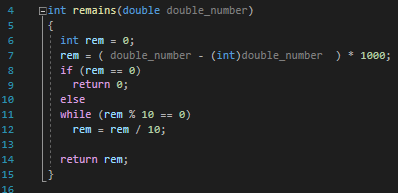 4 int remains(double double_number)
5 {
6 int rem = 0;
7 rem = ( double_number - (int)double_number ) * 1000;
8 if (rem == 0)
9 return 0;
10 else
11 while (rem % 10 == 0)
12 rem = rem / 10;
13
14 return rem;
15 }
16